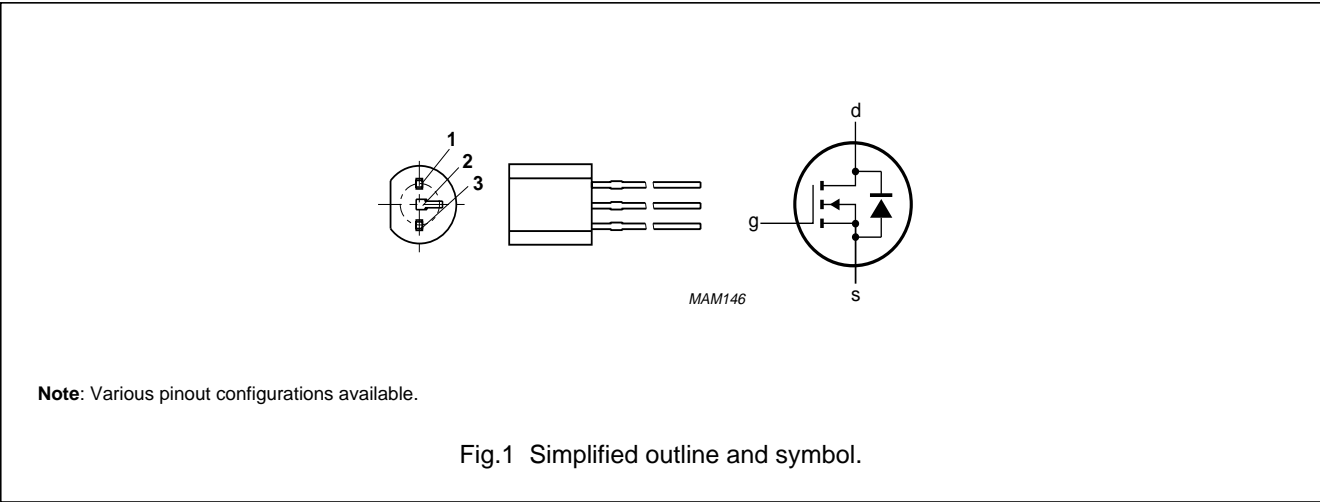 1
2
3
d
g
s
MAM146
Note: Various pinout configurations available.
Fig.1 Simplified outline and symbol.